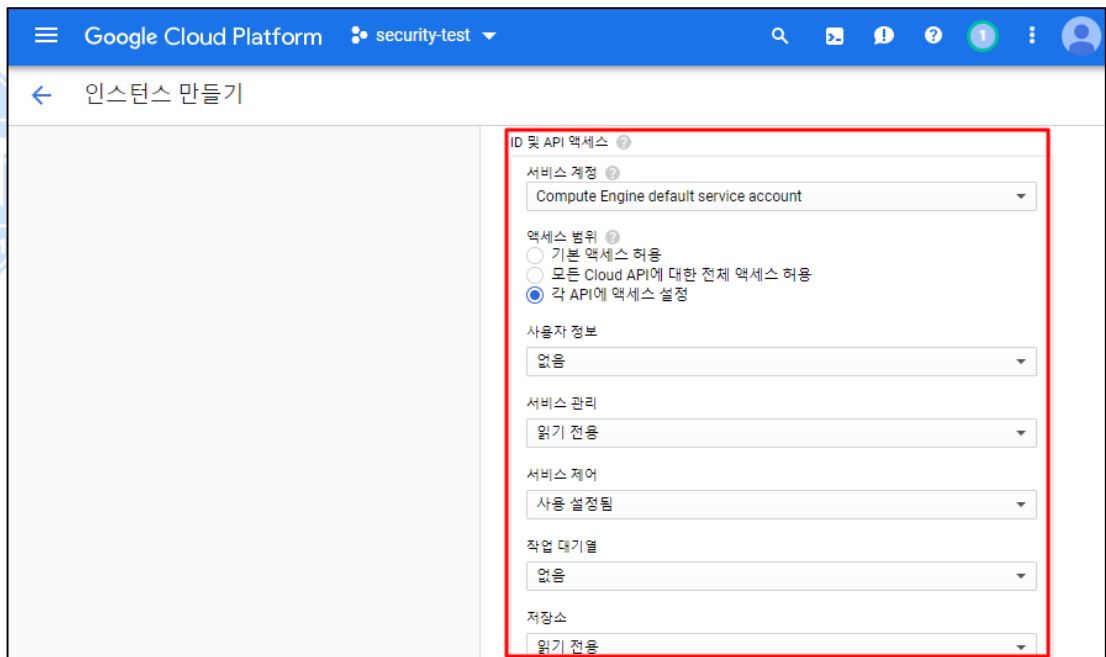 Google Cloud Platform security-test 1
인스턴스 만들기
ID 및 API 액세스
서비스 계정
Compute Engine default service account
액세스 범위
기본 액세스 허용
모든 Cloud API에 대한 전체 액세스 허용
각 API에 액세스 설정
사용자 정보
없음
서비스 관리
읽기 전용
서비스 제어
사용 설정됨
작업 대기열
없음
저장소
읽기 전용